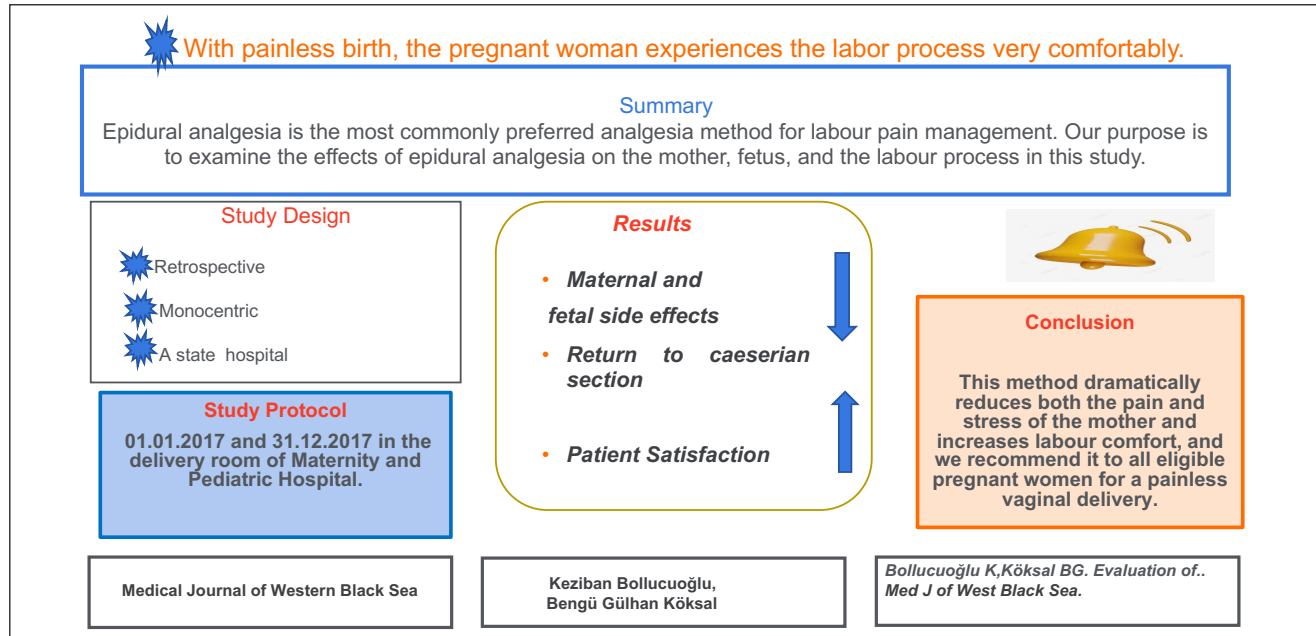 With painless birth, the pregnant woman experiences the labor process very comfortably.
Summary
Epidural analgesia is the most commonly preferred analgesia method for labour pain management. Our purpose is
to examine the effects of epidural analgesia on the mother, fetus, and the labour process in this study.
Study Design
Retrospective
Monocentric
A state hospital
Study Protocol
01.01.2017 and 31.12.2017 in the
delivery room of Maternity and
Pediatric Hospital.
Results
• Maternal and
fetal side effects
• Return to caeserian
section
• Patient Satisfaction
Conclusion
This method dramatically
reduces both the pain and
stress of the mother and
increases labour comfort, and
we recommend it to all eligible
pregnant women for a painless
vaginal delivery.
Medical Journal of Western Black Sea
Keziban Bollucuoğlu,
Bengü Gülhan Köksal
Bollucuoğlu K,Köksal BG. Evaluation of..
Med J of West Black Sea.